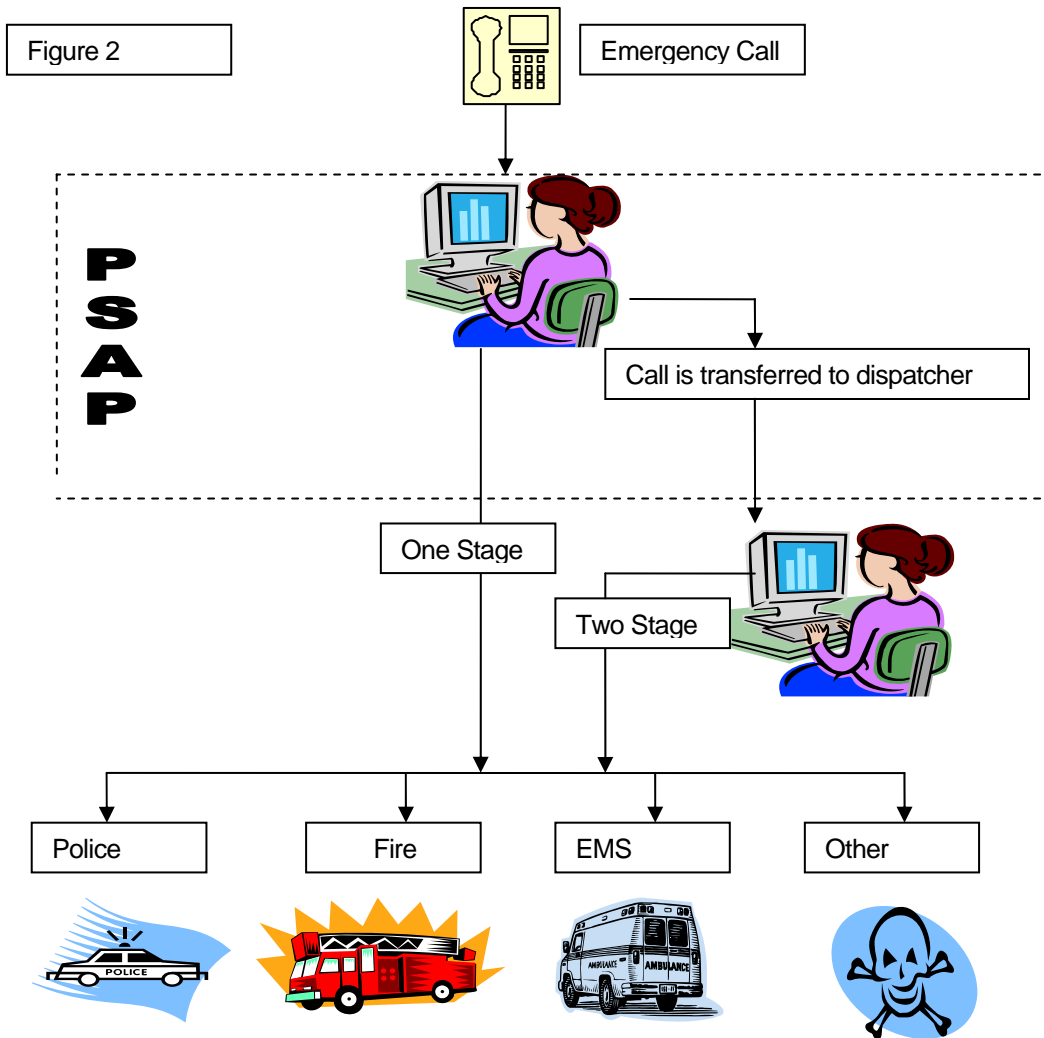 Figure 2
Emergency Call
PSAP
Call is transferred to dispatcher
One Stage
Two Stage
Police
Fire
EMS
Other
POLICE
AMBULANCE
AMBULANCE